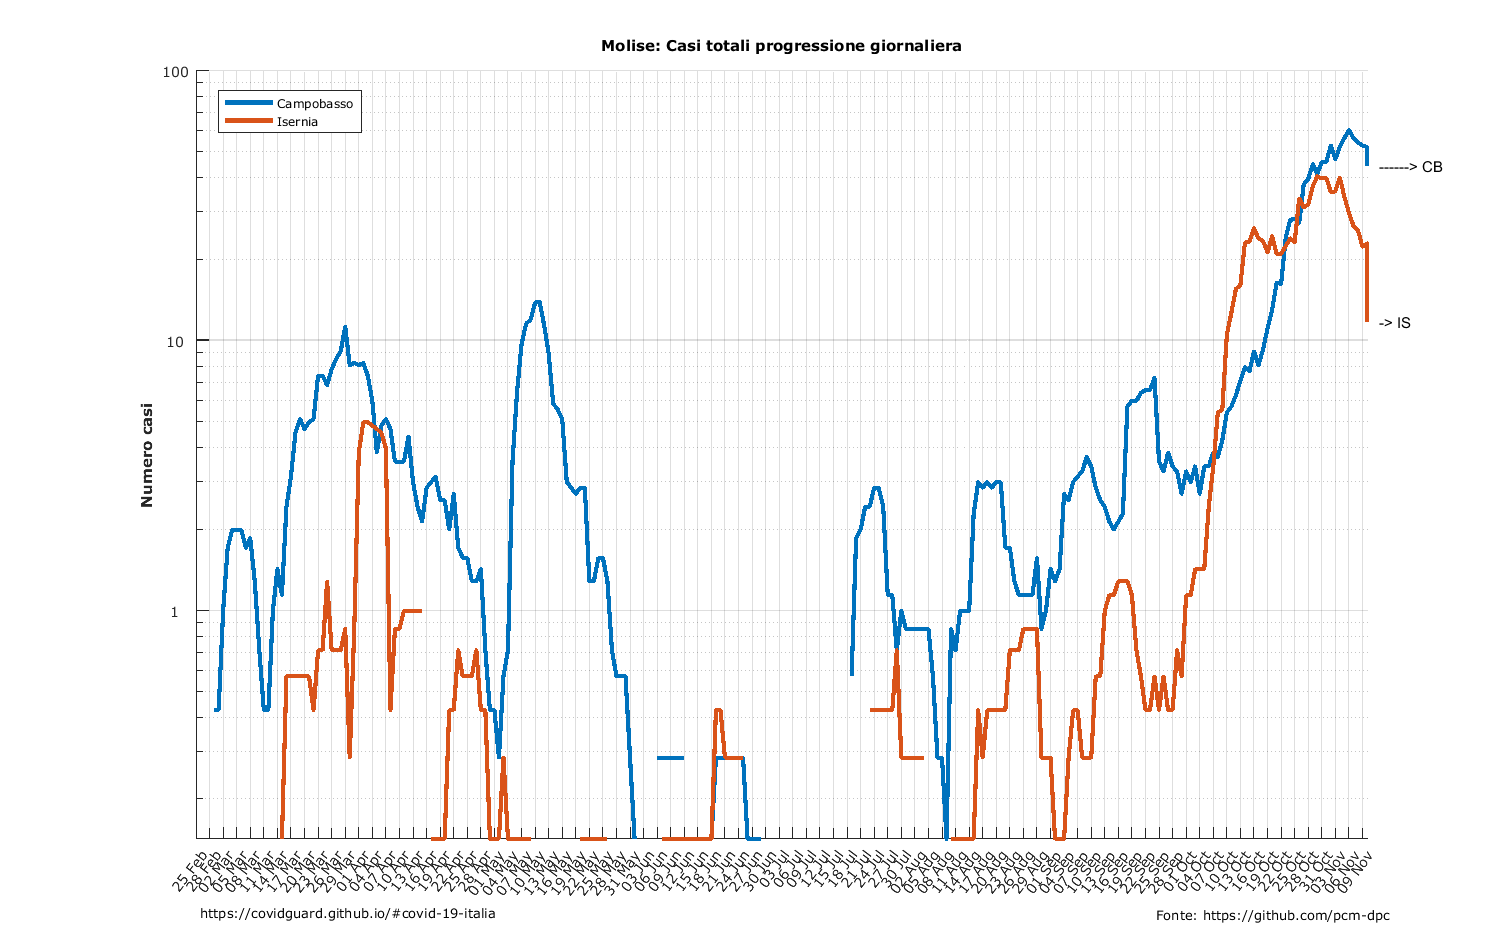 Molise: Casi totali progressione giornaliera
100
Campobasso
Isernia
------> CB
-> IS
10
1
Numero casi
25 Feb
28 Feb
02 Mar
05 Mar
08 Mar
11 Mar
14 Mar
17 Mar
20 Mar
23 Mar
26 Mar
29 Mar
01 Apr
04 Apr
07 Apr
10 Apr
13 Apr
16 Apr
19 Apr
22 Apr
25 Apr
28 Apr
01 May
04 May
07 May
10 May
13 May
16 May
19 May
22 May
25 May
28 May
31 May
03 Jun
06 Jun
09 Jun
12 Jun
15 Jun
18 Jun
21 Jun
24 Jun
27 Jun
30 Jun
03 Jul
06 Jul
09 Jul
12 Jul
15 Jul
18 Jul
21 Jul
24 Jul
27 Jul
30 Jul
02 Aug
05 Aug
08 Aug
11 Aug
14 Aug
17 Aug
20 Aug
23 Aug
26 Aug
29 Aug
01 Sep
04 Sep
07 Sep
10 Sep
13 Sep
16 Sep
19 Sep
22 Sep
25 Sep
28 Sep
01 Oct
04 Oct
07 Oct
10 Oct
13 Oct
16 Oct
19 Oct
22 Oct
25 Oct
28 Oct
31 Oct
03 Nov
06 Nov
09 Nov
https://covidguard.github.io/#covid-19-italia
Fonte: https://github.com/pcm-dpc